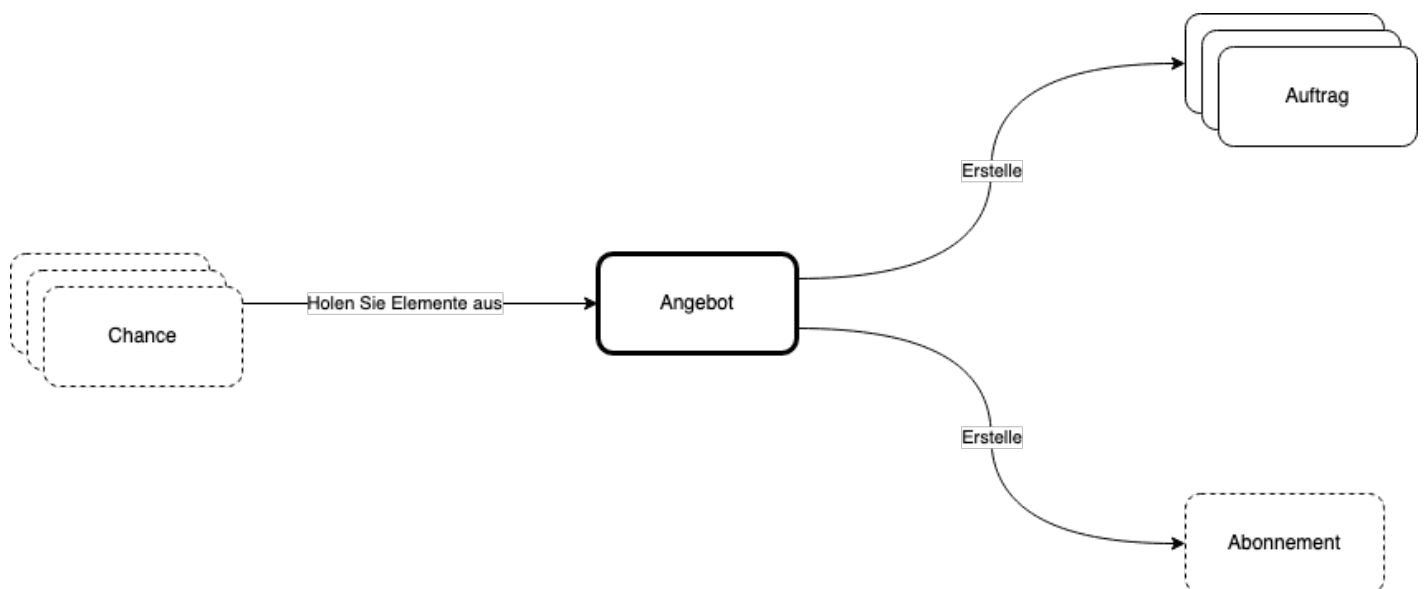 Auftrag
Erstelle
Holen Sie Elemente aus
Angebot
Chance
Erstelle
Abonnement